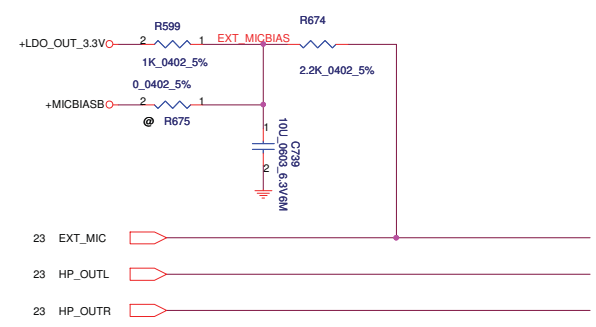 R599
R674
+LDO_OUT_3.3V
2
1
EXT_MICBIAS
1K_0402_5%
2.2K_0402_5%
0_0402_5%
+MICBIASB
2
1
@ R675
1
2
C739
10U_0603_6.3V6M
23 EXT_MIC
23 HP_OUTL
23 HP_OUTR